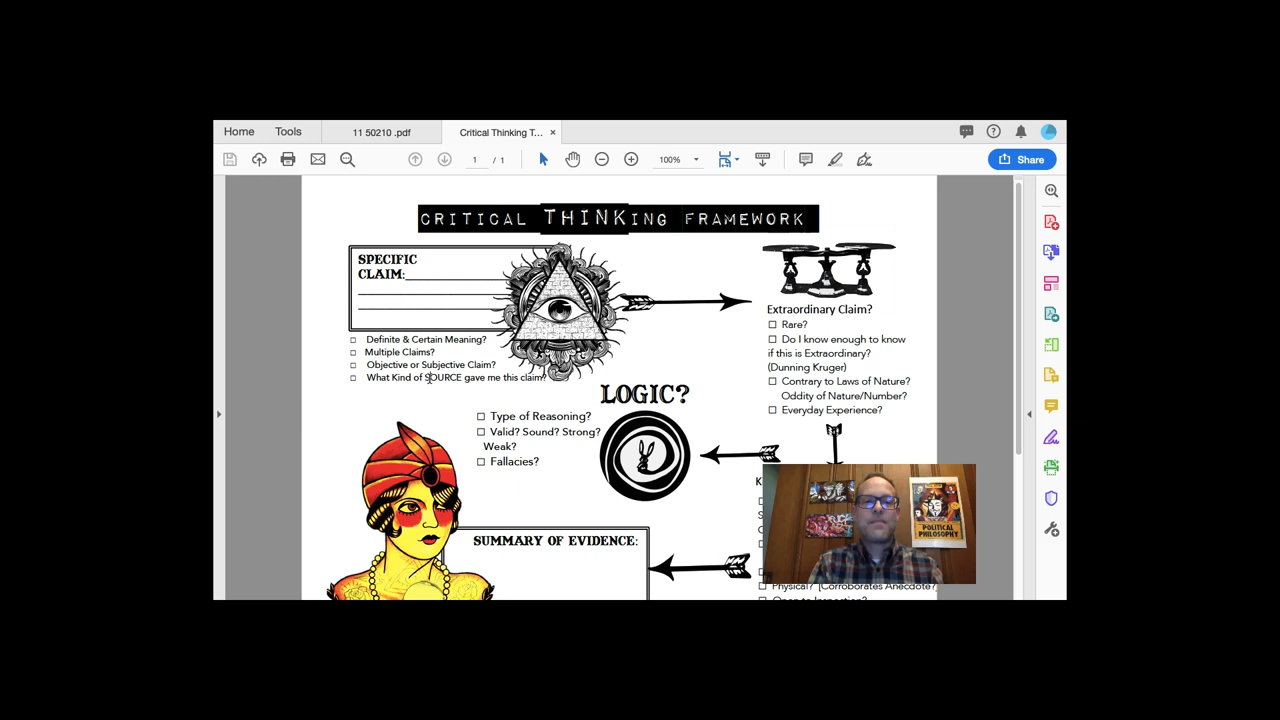 Home Tools 11 50210 .pdf Critical Thinking T... ×
1 / 1 100% Share
CRITICAL THINKING FRAMEWORK
SPECIFIC
CLAIM:
Definite & Certain Meaning?
Multiple Claims?
Objective or Subjective Claim?
What Kind of SOURCE gave me this claim?
Extraordinary Claim?
Rare?
Do I know enough to know
if this is Extraordinary?
(Dunning Kruger)
Contrary to Laws of Nature?
Oddity of Nature/Number?
Everyday Experience?
LOGIC?
Type of Reasoning?
Valid? Sound? Strong?
Weak?
Fallacies?
SUMMARY OF EVIDENCE:
POLITICAL
PHILOSOPHY
Physical? (Corroborates Anecdote?)
Open to Inspection?